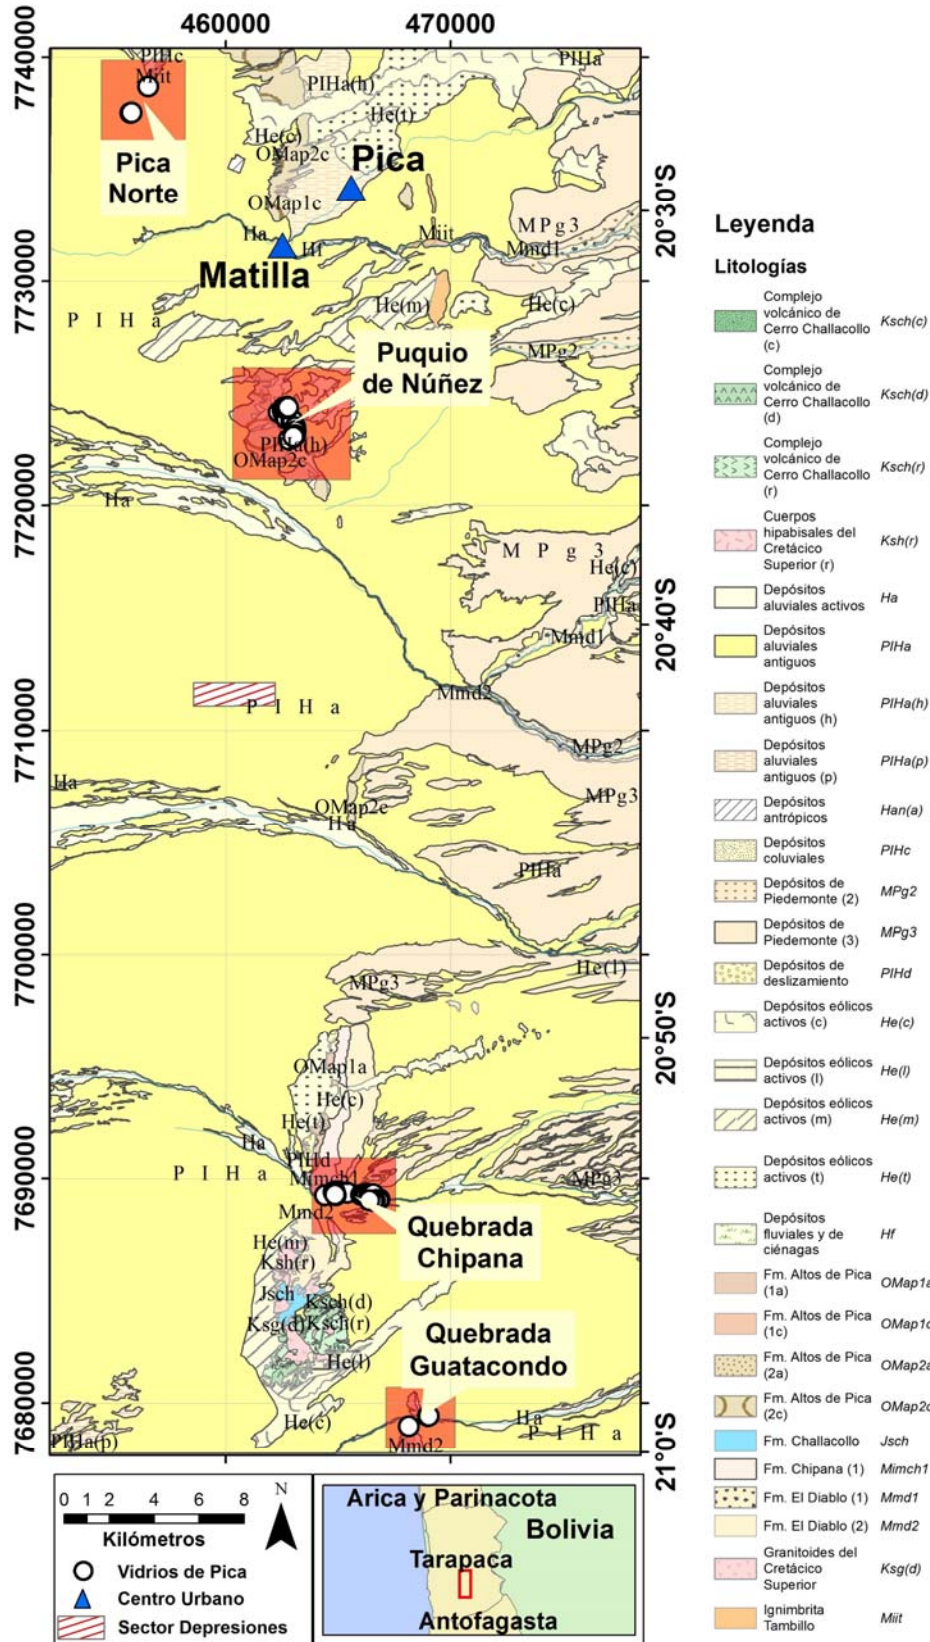 460000 470000
7740000
PlHc
PlHa
Miit
PlHa(h)
He(t)
Pica
Norte
He(c)
OMap2c
Pica
OMap1c
20°30'S
MPg3
Ha
Hf
Miit
Mmd1
Matilla
7730000
He(m)
He(c)
P l H a
MPg2
Puquio
de Núñez
PlHa(h)
OMap2c
Ha
7720000
M P g 3
He(c)
PlHa
20°40'S
Mmd1
Mmd2
P l H a
7710000
MPg2
Ha
MPg3
OMap2c
Ha
PlHa
7700000
He(l)
MPg3
20°50'S
OMap1a
He(c)
He(t)
Ha
PlHd
P l H a
7690000
Mimch1
MPg3
Mmd2
Quebrada
Chipana
He(m)
Ksh(r)
Jsch
Ksch(d)
Ksg(d)
Ksch(r)
Quebrada
Guatacondo
He(l)
7680000
He(c)
Ha
PlHa(p)
P l H a
Mmd2
21°0'S
Leyenda
Litologías
Complejo
volcánico de
Cerro Challacollo Ksch(c)
(c)
Complejo
volcánico de
Cerro Challacollo Ksch(d)
(d)
Complejo
volcánico de
Cerro Challacollo Ksch(r)
(r)
Cuerpos
hipabisales del
Cretácico Ksh(r)
Superior (r)
Depósitos
aluviales activos Ha
Depósitos
aluviales PlHa
antiguos
Depósitos
aluviales PlHa(h)
antiguos (h)
Depósitos
aluviales PlHa(p)
antiguos (p)
Depósitos
antrópicos Han(a)
Depósitos
coluviales PlHc
Depósitos de
Piedemonte (2) MPg2
Depósitos de
Piedemonte (3) MPg3
Depósitos de
deslizamiento PlHd
Depósitos eólicos
activos (c) He(c)
Depósitos eólicos
activos (l) He(l)
Depósitos eólicos
activos (m) He(m)
Depósitos eólicos
activos (t) He(t)
Depósitos
fluviales y de Hf
ciénagas
Fm. Altos de Pica
(1a) OMap1a
Fm. Altos de Pica
(1c) OMap1c
Fm. Altos de Pica
(2a) OMap2a
Fm. Altos de Pica
(2c) OMap2c
Fm. Challacollo Jsch
Fm. Chipana (1) Mimch1
Fm. El Diablo (1) Mmd1
Fm. El Diablo (2) Mmd2
Granitoides del
Cretácico Ksg(d)
Superior
Ignimbrita
Tambillo Miit
0 1 2 4 6 8
Kilómetros
N
Vidrios de Pica
Centro Urbano
Sector Depresiones
Arica y Parinacota
Bolivia
Tarapaca
Antofagasta